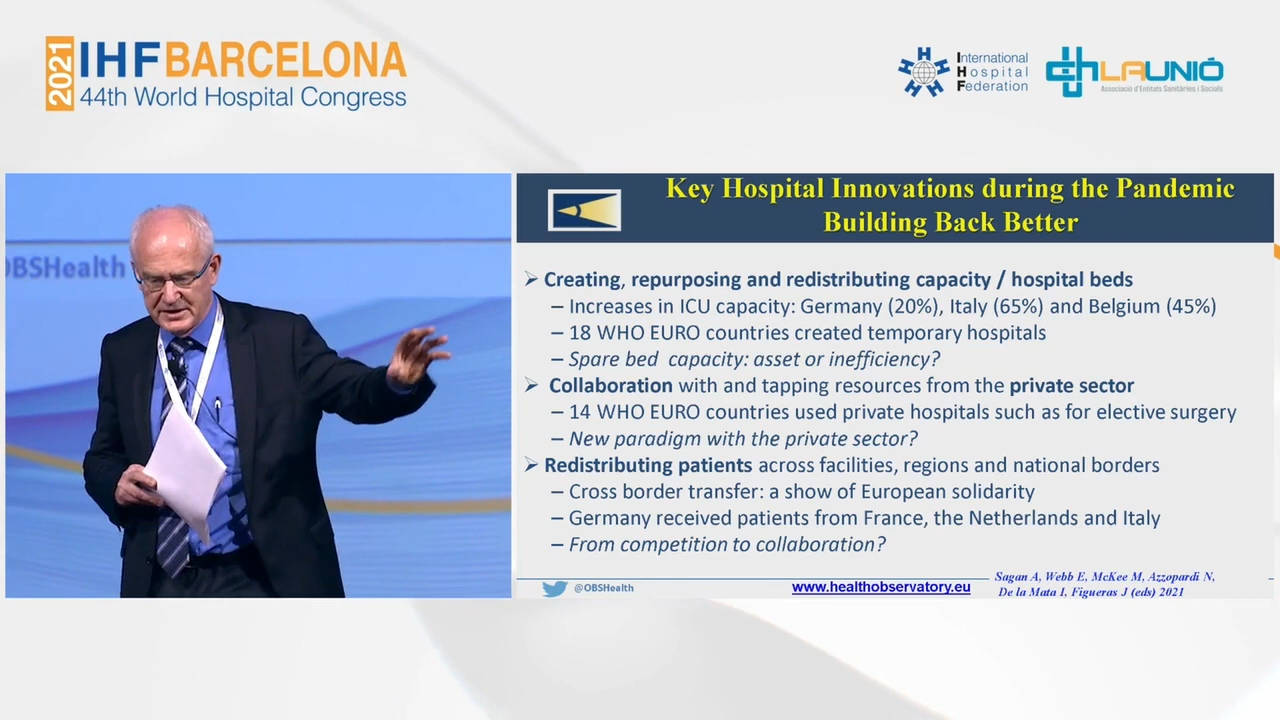 2021
IHFBARCELONA
44th World Hospital Congress
International
Hospital
Federation
LAUNIÓ
Associació d'Entitats Sanitàries i Socials
OBSHealth
Key Hospital Innovations during the Pandemic
Building Back Better
➢ Creating, repurposing and redistributing capacity / hospital beds
– Increases in ICU capacity: Germany (20%), Italy (65%) and Belgium (45%)
– 18 WHO EURO countries created temporary hospitals
– Spare bed capacity: asset or inefficiency?
➢ Collaboration with and tapping resources from the private sector
– 14 WHO EURO countries used private hospitals such as for elective surgery
– New paradigm with the private sector?
➢ Redistributing patients across facilities, regions and national borders
– Cross border transfer: a show of European solidarity
– Germany received patients from France, the Netherlands and Italy
– From competition to collaboration?
@OBSHealth
www.healthobservatory.eu
Sagan A, Webb E, McKee M, Azzopardi N,
De la Mata I, Figueras J (eds) 2021